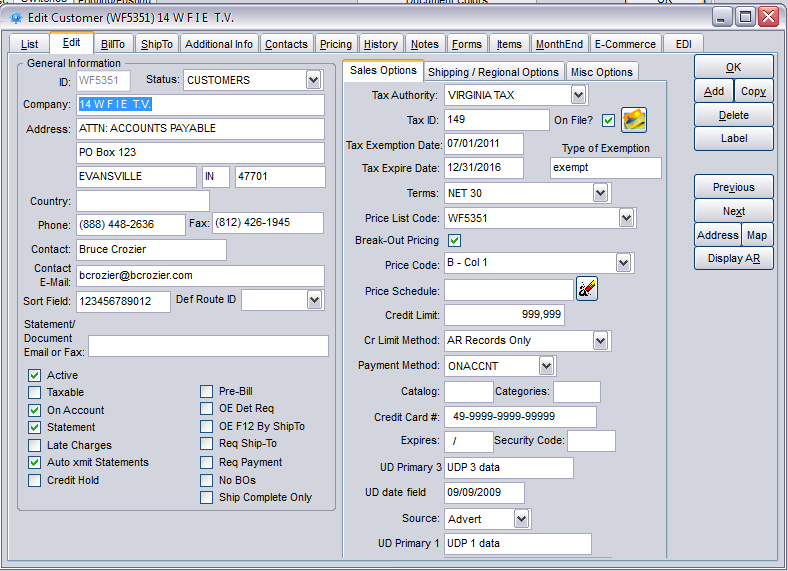 Edit Customer (WF5351) 14 W F I E T.V.
List Edit BillTo ShipTo Additional Info Contacts Pricing History Notes Forms Items MonthEnd E-Commerce EDI
General Information
ID: WF5351 Status: CUSTOMERS
Company: 14 W F I E T.V.
Address: ATTN: ACCOUNTS PAYABLE
PO Box 123
EVANSVILLE IN 47701
Country:
Phone: (888) 448-2636 Fax: (812) 426-1945
Contact: Bruce Crozier
Contact
E-Mail: bcrozier@bcrozier.com
Sort Field: 123456789012 Def Route ID
Statement/
Document
Email or Fax:
Active
Taxable
On Account
Statement
Late Charges
Auto xmit Statements
Credit Hold
Pre-Bill
OE Det Req
OE F12 By ShipTo
Req Ship-To
Req Payment
No BOs
Ship Complete Only
Sales Options Shipping / Regional Options Misc Options
Tax Authority: VIRGINIA TAX
Tax ID: 149 On File?
Tax Exemption Date: 07/01/2011 Type of Exemption
Tax Expire Date: 12/31/2016 exempt
Terms: NET 30
Price List Code: WF5351
Break-Out Pricing
Price Code: B - Col 1
Price Schedule:
Credit Limit: 999,999
Cr Limit Method: AR Records Only
Payment Method: ONACCNT
Catalog: Categories:
Credit Card #: 49-9999-9999-99999
Expires: / Security Code:
UD Primary 3 UDP 3 data
UD date field 09/09/2009
Source: Advert
UD Primary 1 UDP 1 data
OK
Add Copy
Delete
Label
Previous
Next
Address Map
Display AR